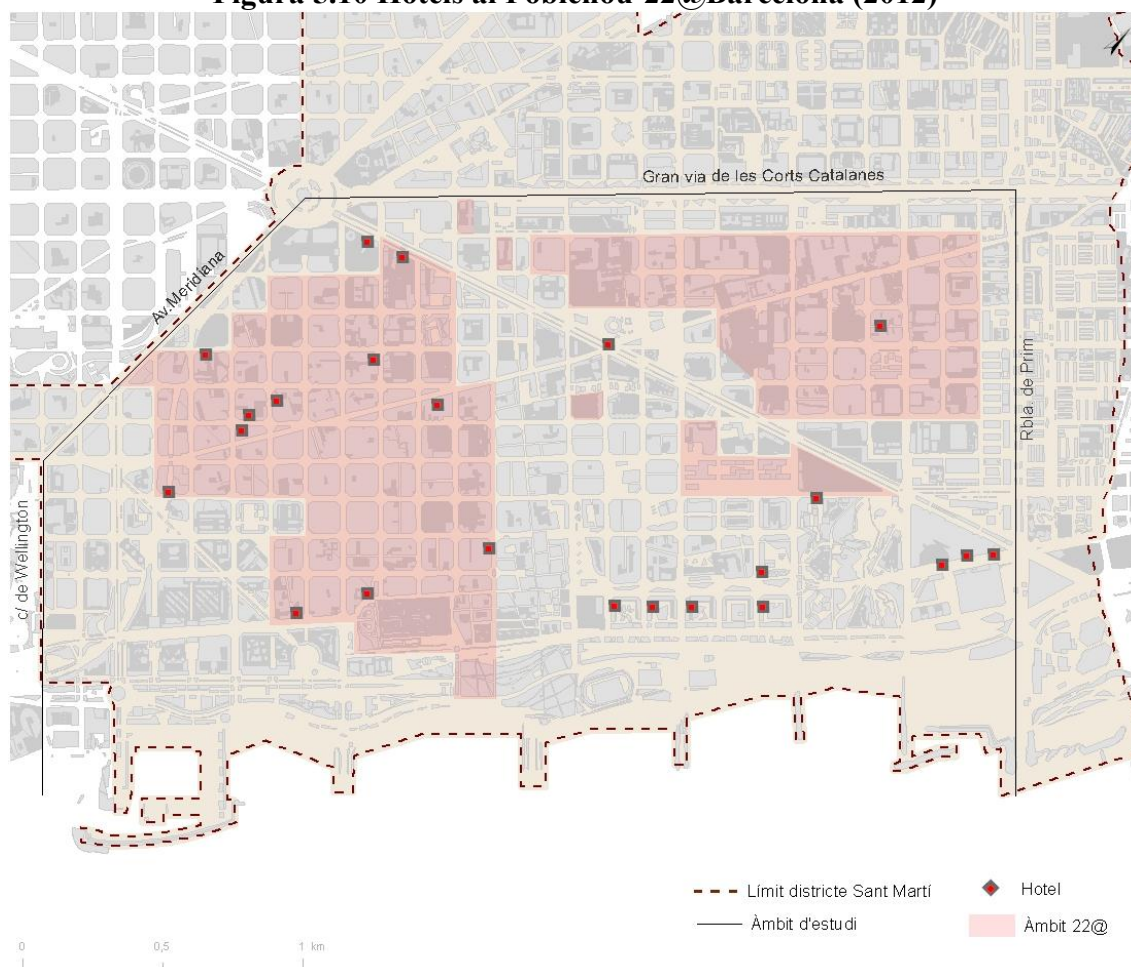 Figura 5.10 Hotels al Poblenou-22@Barcelona (2012)
Gran via de les Corts Catalanes
Av.Meridiana
Rbla. de Prim
c/ de Wellington
Límit districte Sant Martí
Hotel
Àmbit d'estudi
Àmbit 22@
0 0,5 1 km